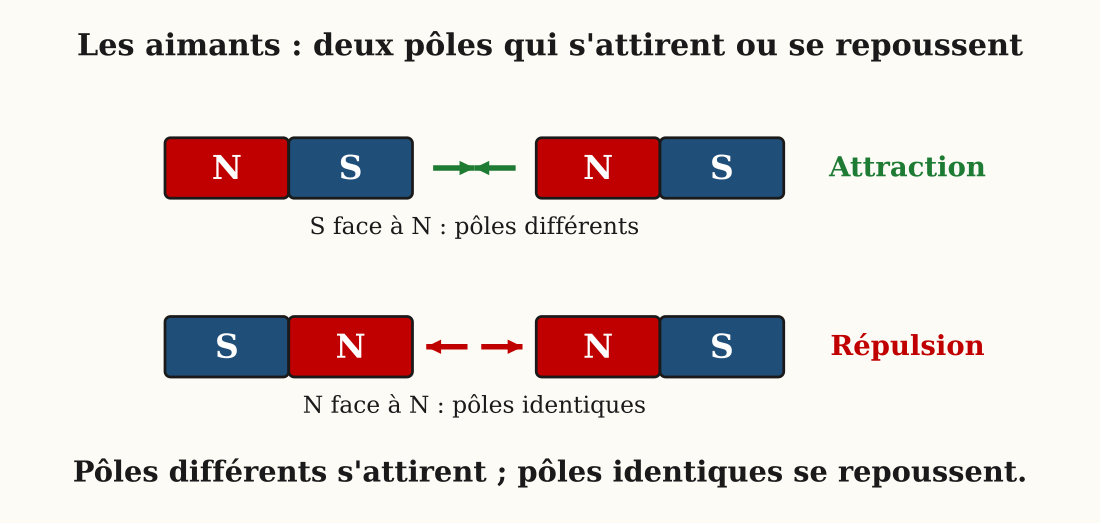 Les aimants : deux pôles qui s'attirent ou se repoussent
N S N S Attraction
S face à N : pôles différents
S N N S Répulsion
N face à N : pôles identiques
Pôles différents s'attirent ; pôles identiques se repoussent.